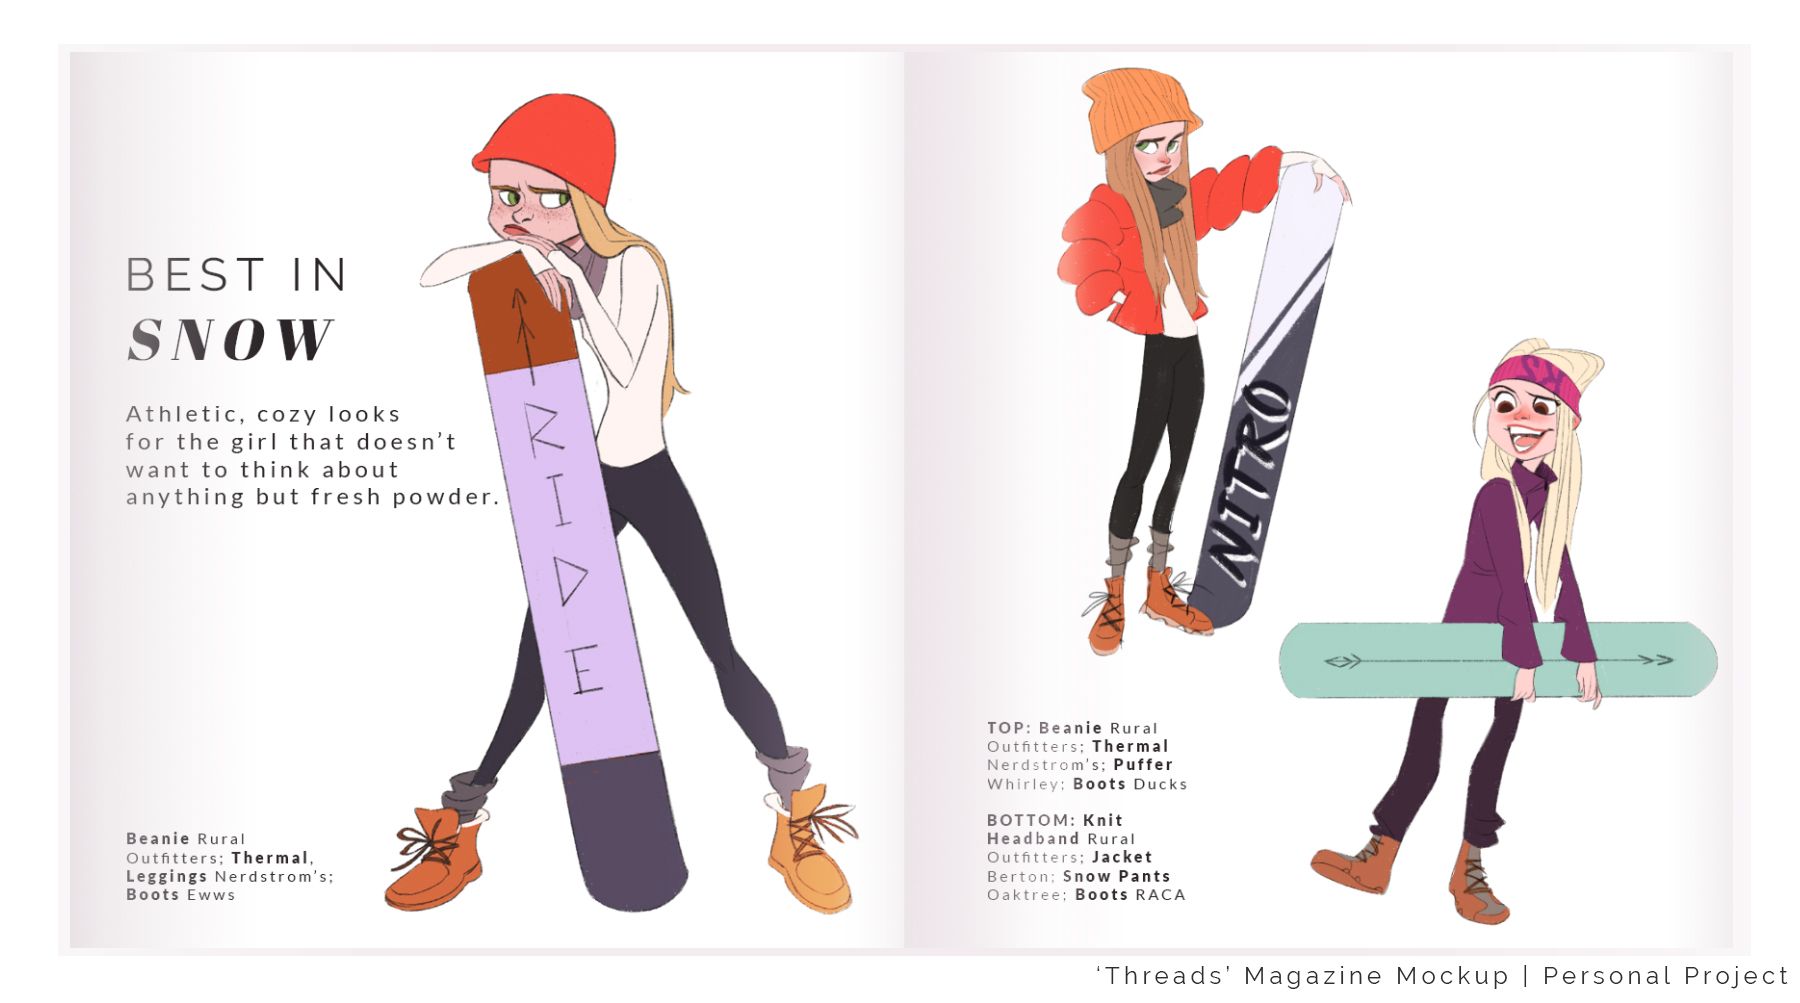 BEST IN
SNOW
Athletic, cozy looks
for the girl that doesn't
want to think about
anything but fresh powder.
RIDE
Beanie Rural
Outfitters; Thermal,
Leggings Nerdstrom's;
Boots Ewws
NITRO
TOP: Beanie Rural
Outfitters; Thermal
Nerdstrom's; Puffer
Whirley; Boots Ducks
BOTTOM: Knit
Headband Rural
Outfitters; Jacket
Berton; Snow Pants
Oaktree; Boots RACA
'Threads' Magazine Mockup | Personal Project